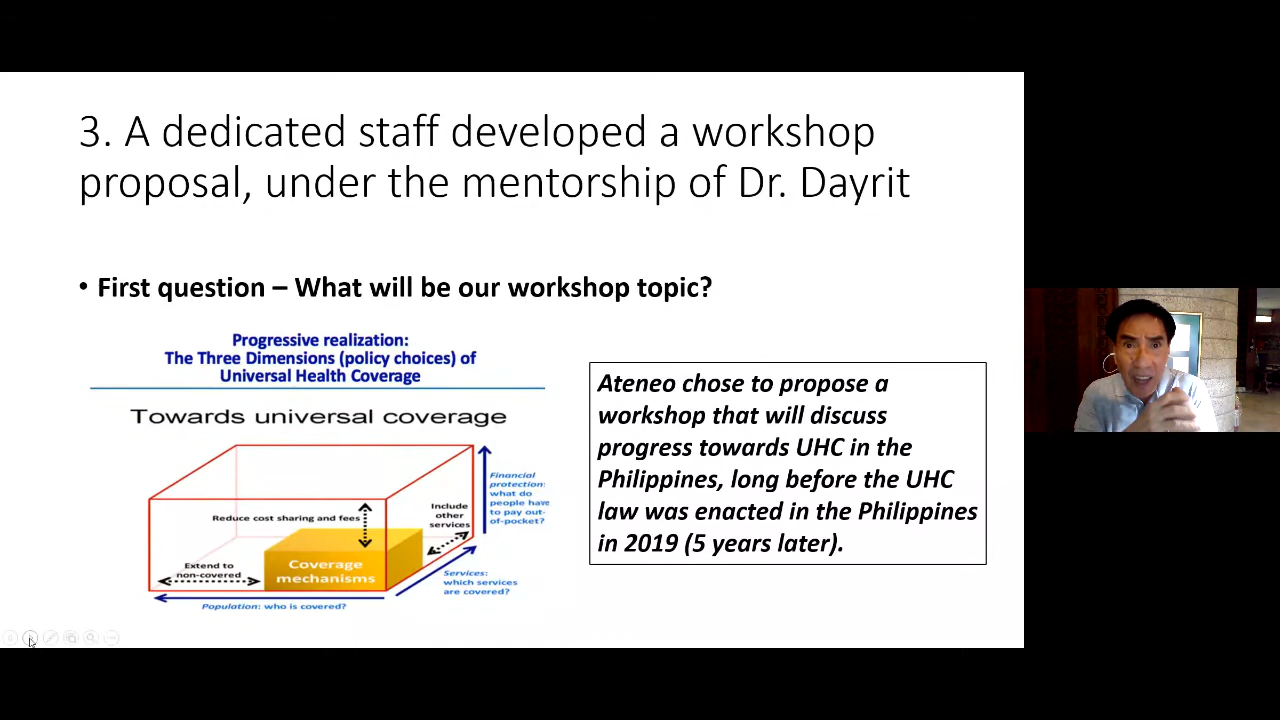 3. A dedicated staff developed a workshop
proposal, under the mentorship of Dr. Dayrit
• First question – What will be our workshop topic?
Progressive realization:
The Three Dimensions (policy choices) of
Universal Health Coverage
Towards universal coverage
Reduce cost sharing and fees
Include
other
services
Financial
protection:
what do
people have
to pay out-
of-pocket?
Extend to
non-covered
Coverage
mechanisms
Services:
which services
are covered?
Population: who is covered?
Ateneo chose to propose a
workshop that will discuss
progress towards UHC in the
Philippines, long before the UHC
law was enacted in the Philippines
in 2019 (5 years later).